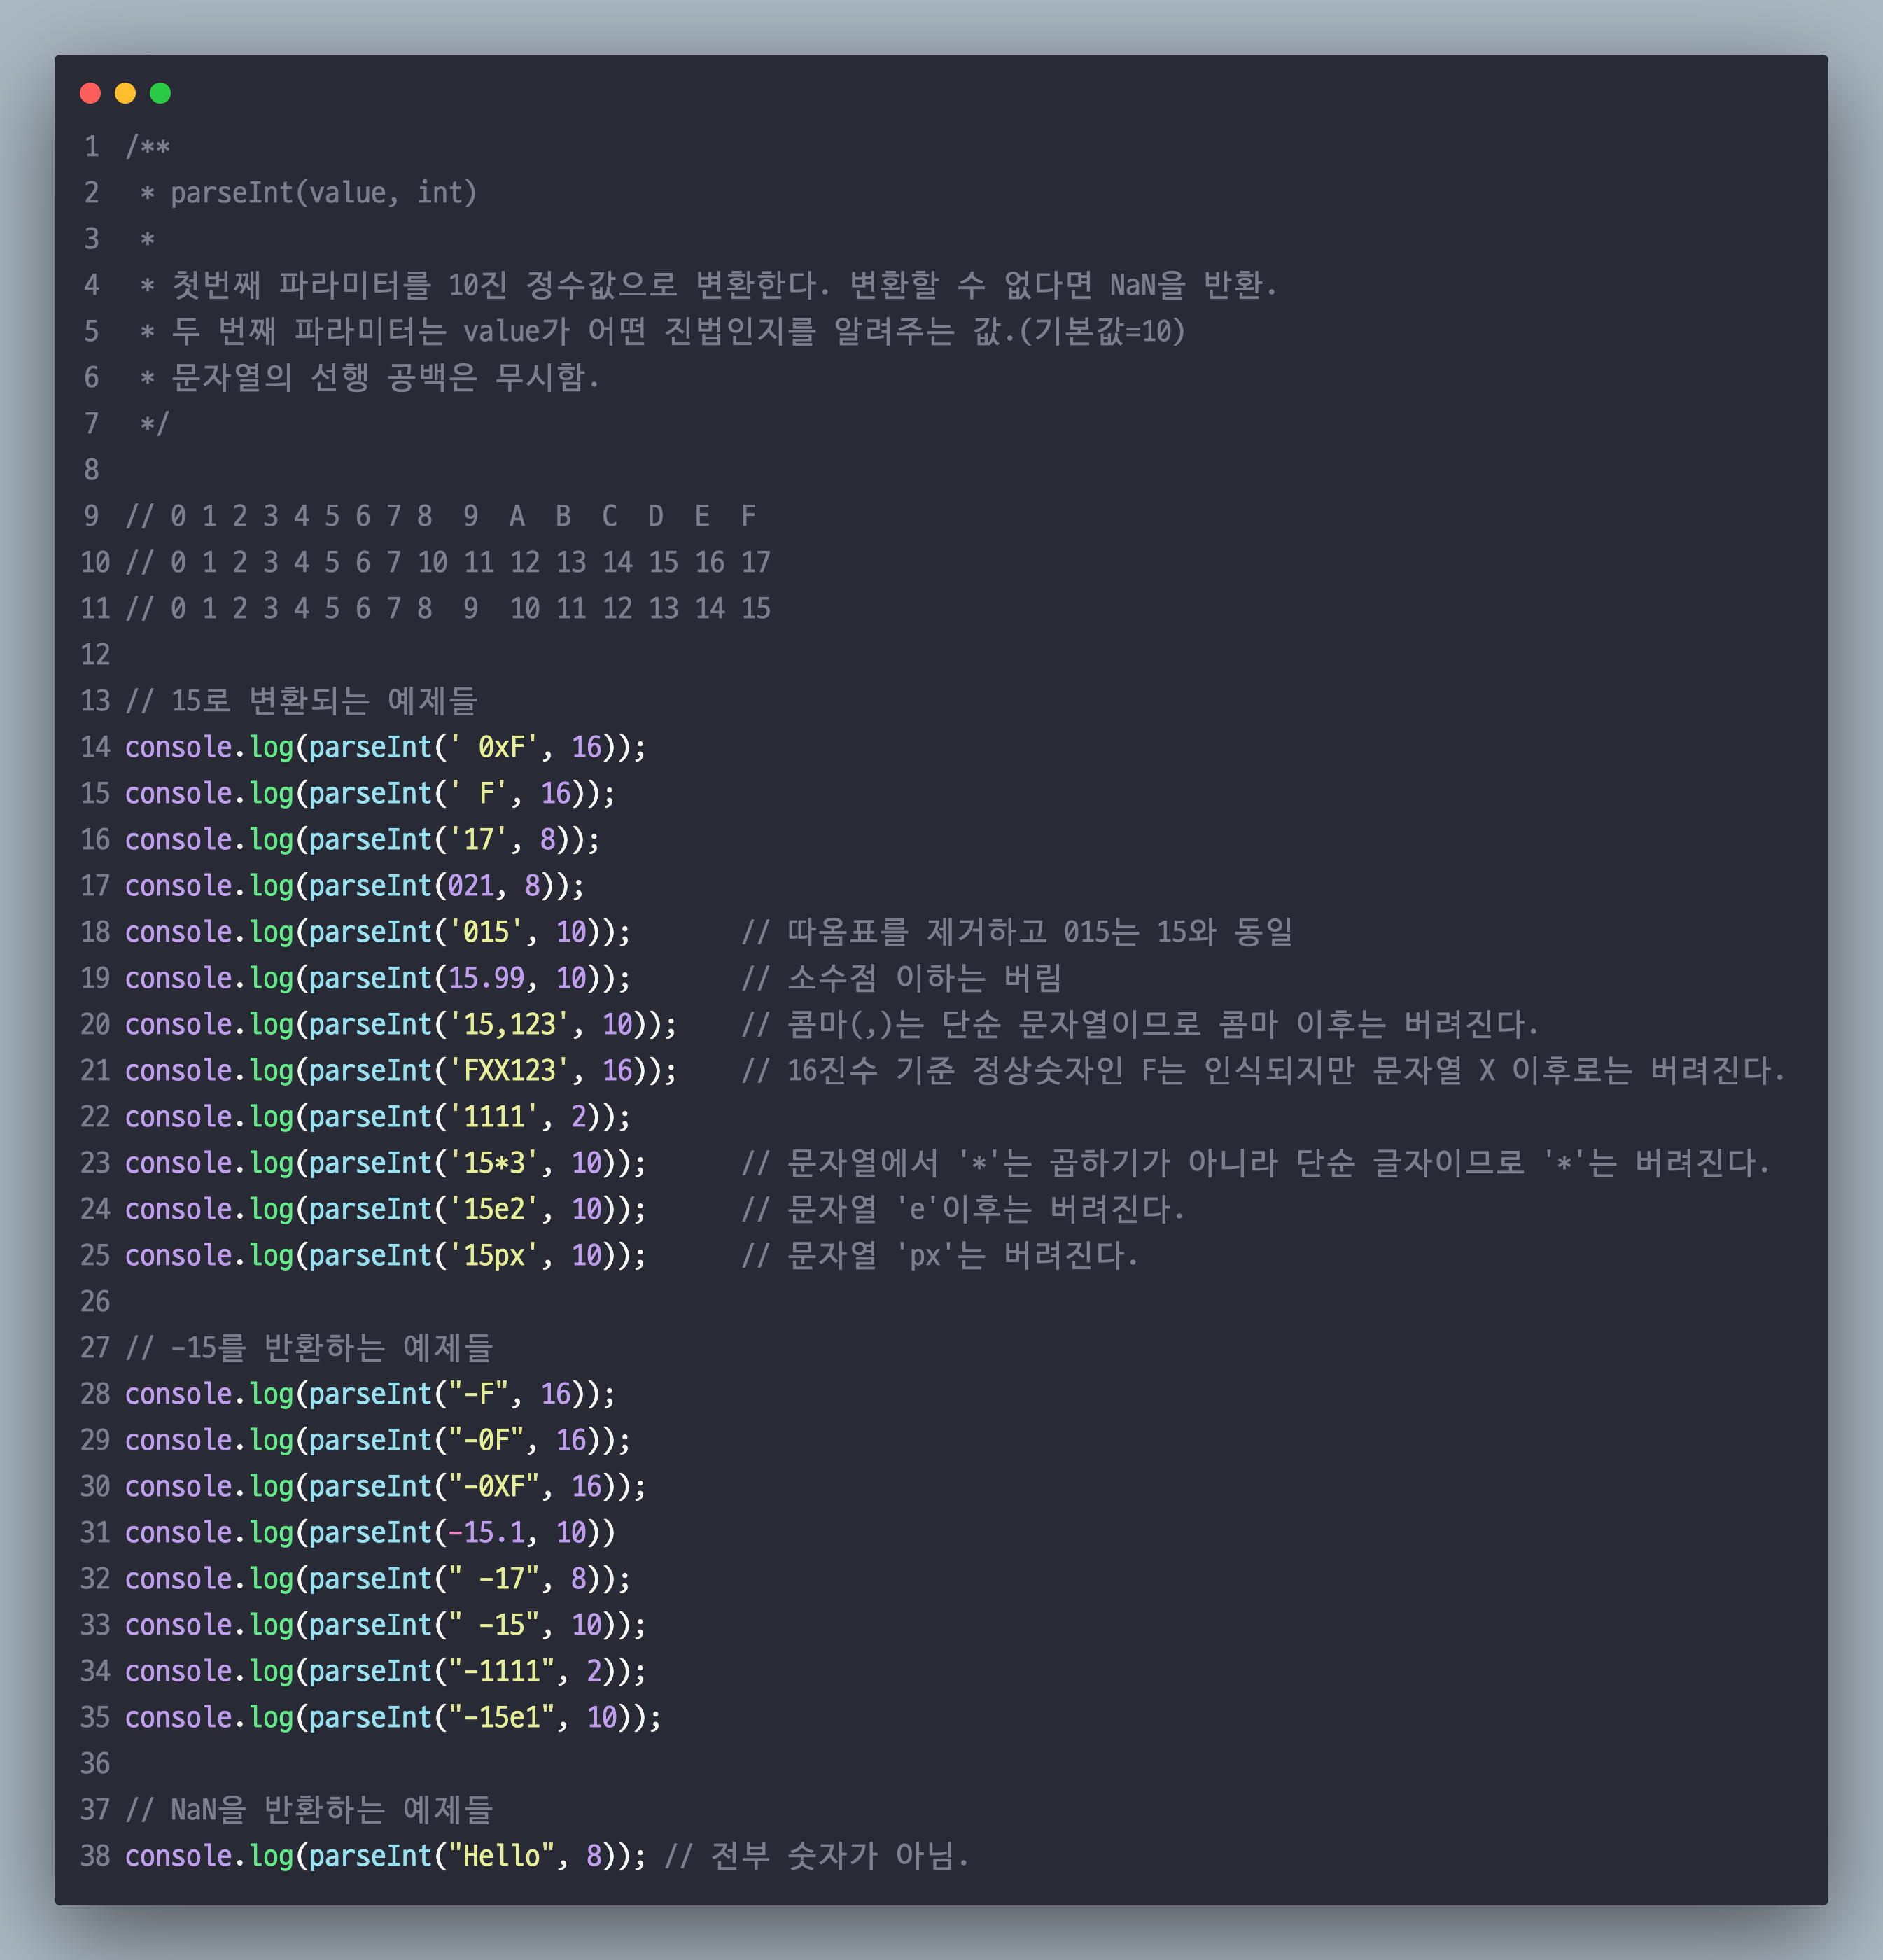 1 /**
2  * parseInt(value, int)
3  *
4  * 첫번째 파라미터를 10진 정수값으로 변환한다. 변환할 수 없다면 NaN을 반환.
5  * 두 번째 파라미터는 value가 어떤 진법인지를 알려주는 값.(기본값=10)
6  * 문자열의 선행 공백은 무시함.
7  */
8
9 // 0 1 2 3 4 5 6 7 8  9  A  B  C  D  E  F
10 // 0 1 2 3 4 5 6 7 10 11 12 13 14 15 16 17
11 // 0 1 2 3 4 5 6 7 8  9  10 11 12 13 14 15
12
13 // 15로 변환되는 예제들
14 console.log(parseInt(' 0xF', 16));
15 console.log(parseInt(' F', 16));
16 console.log(parseInt('17', 8));
17 console.log(parseInt(021, 8));
18 console.log(parseInt('015', 10));       // 따옴표를 제거하고 015는 15와 동일
19 console.log(parseInt(15.99, 10));       // 소수점 이하는 버림
20 console.log(parseInt('15,123', 10));    // 콤마(,)는 단순 문자열이므로 콤마 이후는 버려진다.
21 console.log(parseInt('FXX123', 16));    // 16진수 기준 정상숫자인 F는 인식되지만 문자열 X 이후로는 버려진다.
22 console.log(parseInt('1111', 2));
23 console.log(parseInt('15*3', 10));      // 문자열에서 '*'는 곱하기가 아니라 단순 글자이므로 '*'는 버려진다.
24 console.log(parseInt('15e2', 10));      // 문자열 'e'이후는 버려진다.
25 console.log(parseInt('15px', 10));      // 문자열 'px'는 버려진다.
26
27 // -15를 반환하는 예제들
28 console.log(parseInt("-F", 16));
29 console.log(parseInt("-0F", 16));
30 console.log(parseInt("-0XF", 16));
31 console.log(parseInt(-15.1, 10))
32 console.log(parseInt(" -17", 8));
33 console.log(parseInt(" -15", 10));
34 console.log(parseInt("-1111", 2));
35 console.log(parseInt("-15e1", 10));
36
37 // NaN을 반환하는 예제들
38 console.log(parseInt("Hello", 8)); // 전부 숫자가 아님.